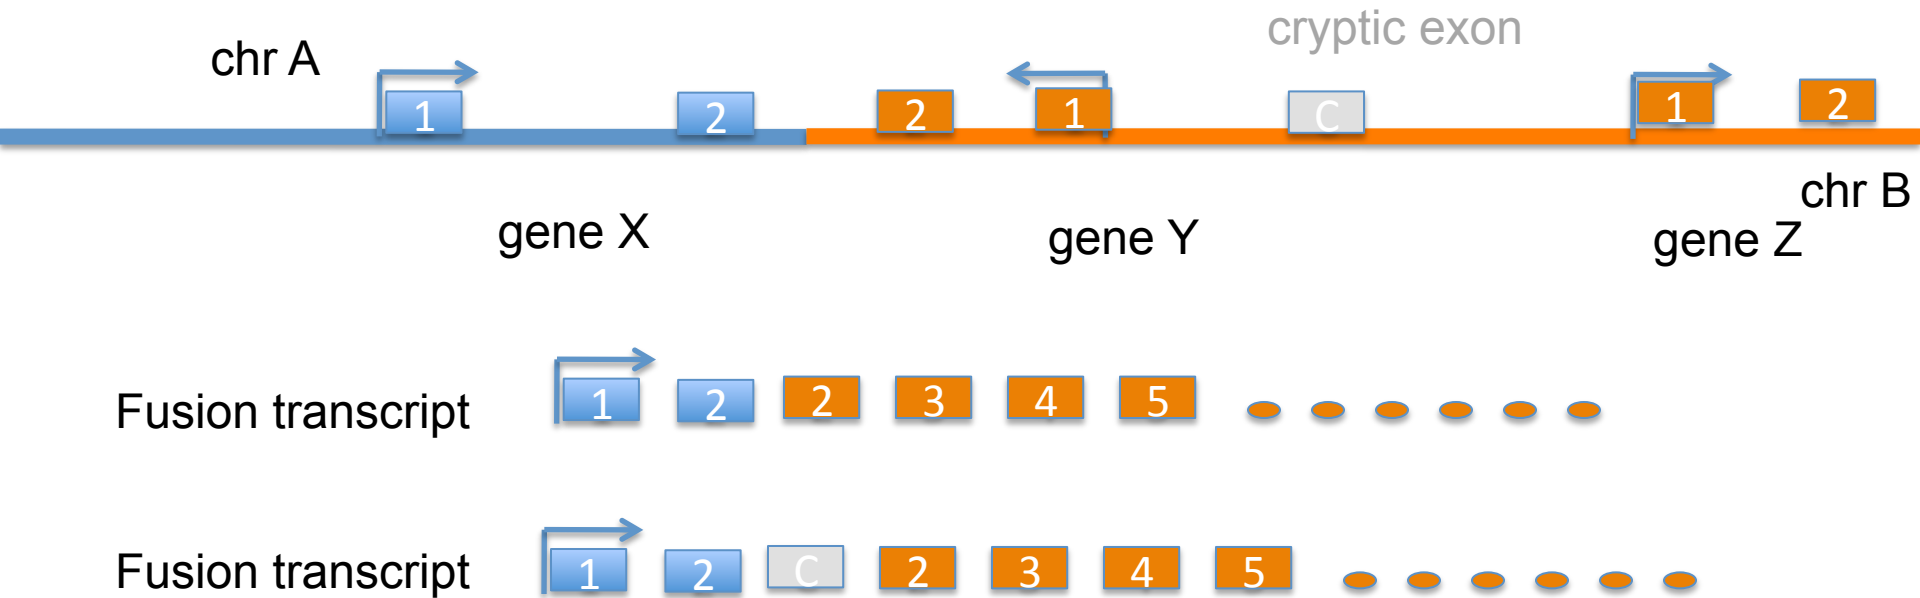 cryptic exon
chr A
1 2 2 1 C 1 2
chr B
gene X gene Y gene Z
Fusion transcript 1 2 2 3 4 5
Fusion transcript 1 2 C 2 3 4 5